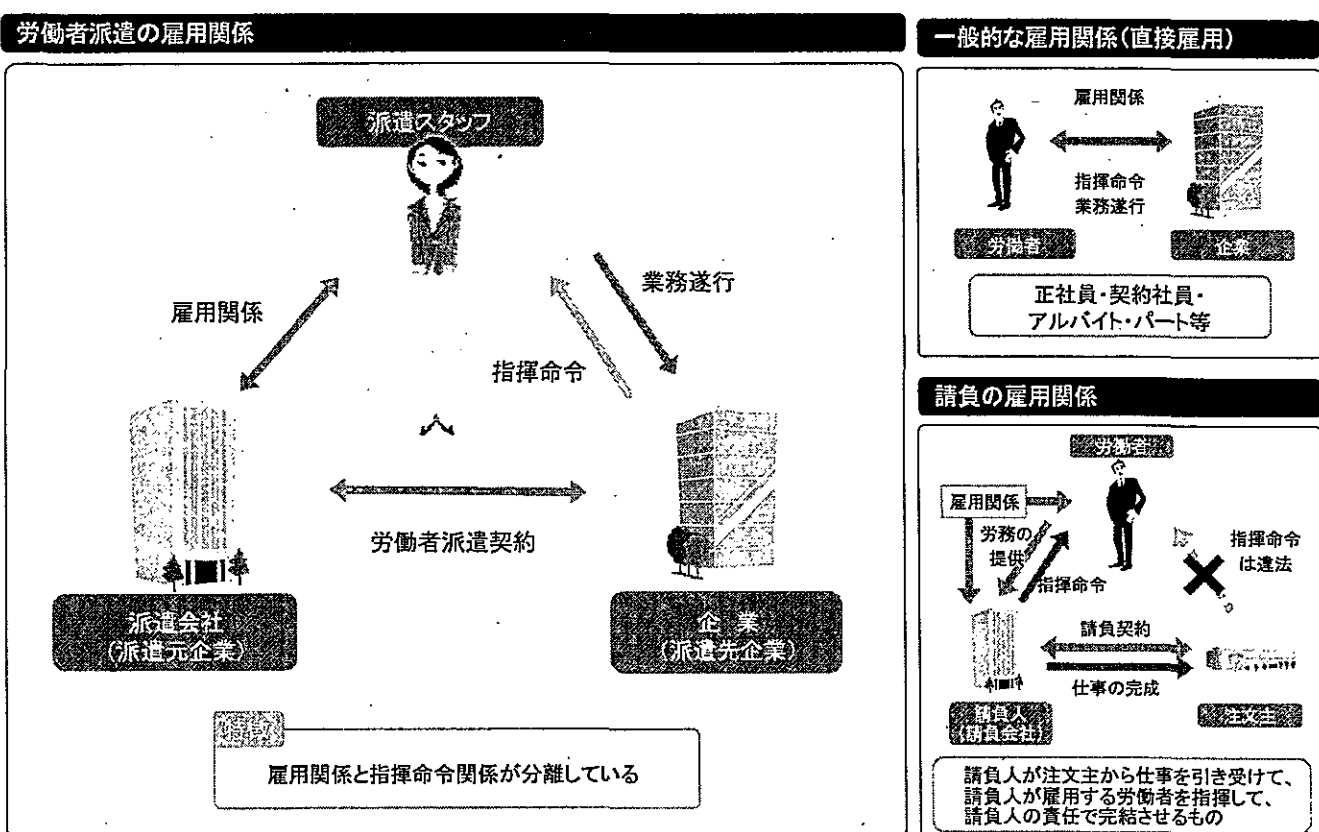 労働者派遣の雇用関係
派遣スタッフ
雇用関係
業務遂行
指揮命令
労働者派遣契約
派遣会社
(派遣元企業)
企業
(派遣先企業)
雇用関係と指揮命令関係が分離している
一般的な雇用関係(直接雇用)
雇用関係
指揮命令
業務遂行
労働者
企業
正社員・契約社員・
アルバイト・パート等
請負の雇用関係
労働者
雇用関係
労務の
提供
指揮命令
指揮命令
は違法
請負契約
仕事の完成
請負人
(請負会社)
注文主
請負人が注文主から仕事を引き受けて、
請負人が雇用する労働者を指揮して、
請負人の責任で完結させるもの